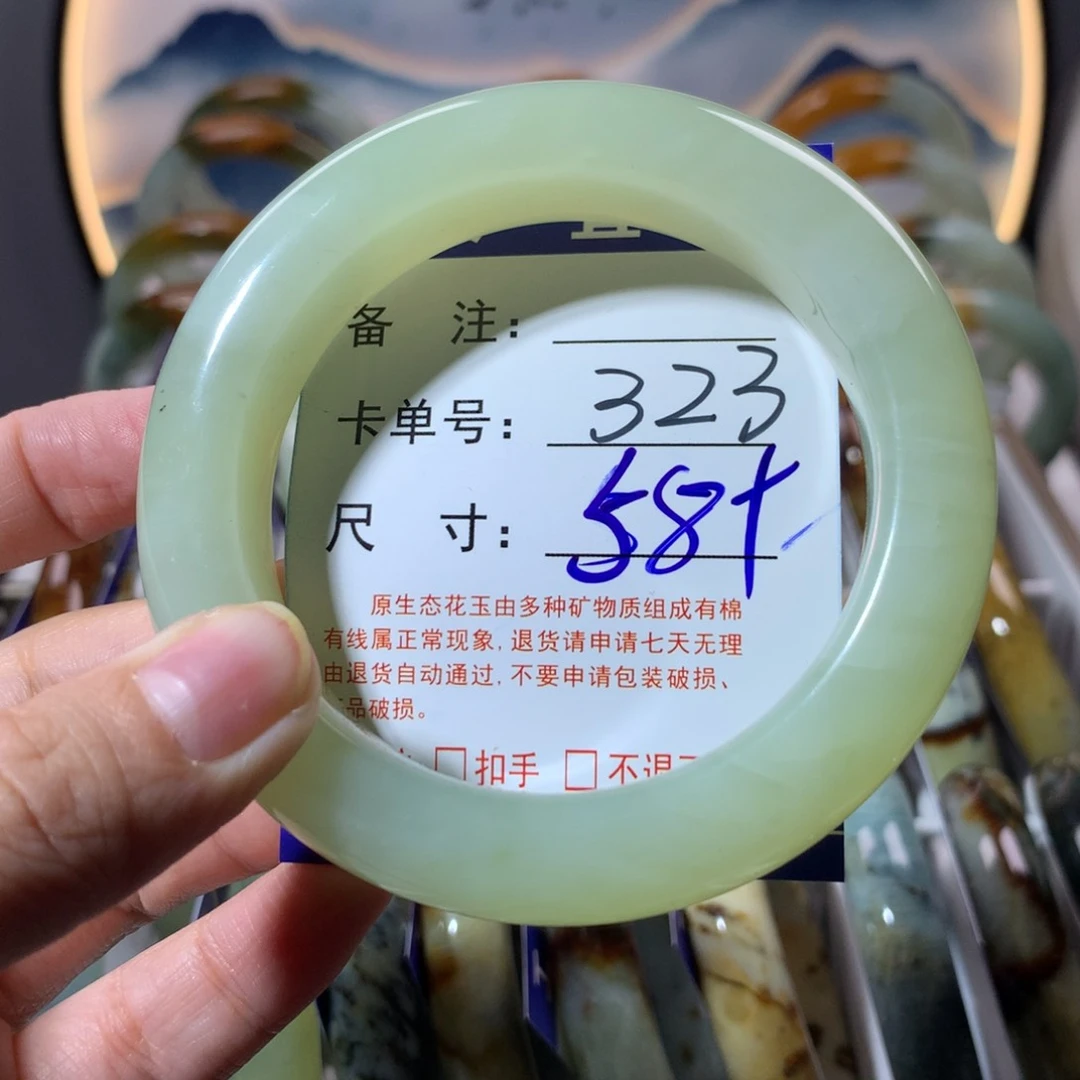 备 注:
卡单号: 323
尺 寸: 58+
原生态花玉由多种矿物质组成有棉
有线属正常现象, 退货请申请七天无理
由退货自动通过, 不要申请包装破损、
品破损。
□扣手 □不退